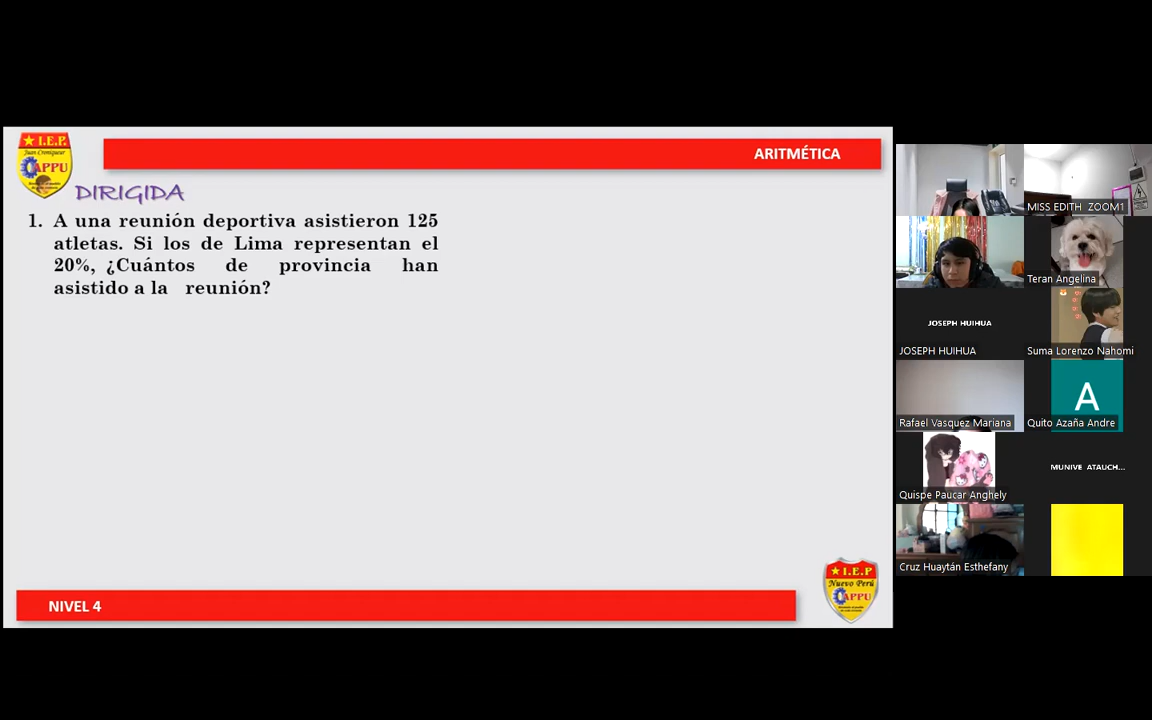 I.E.P.
Juan Croniqueur
APPU
ARITMÉTICA
DIRIGIDA
1. A una reunión deportiva asistieron 125
atletas. Si los de Lima representan el
20%, ¿Cuántos de provincia han
asistido a la reunión?
NIVEL 4
I.E.P
Nuevo Perú
APPU
MISS EDITH ZOOM1
Teran Angelina
JOSEPH HUIHUA
JOSEPH HUIHUA
Suma Lorenzo Nahomi
Rafael Vasquez Mariana
A
Quito Azaña Andre
Quispe Paucar Anghely
MUNIVE ATAUCH...
Cruz Huaytán Esthefany